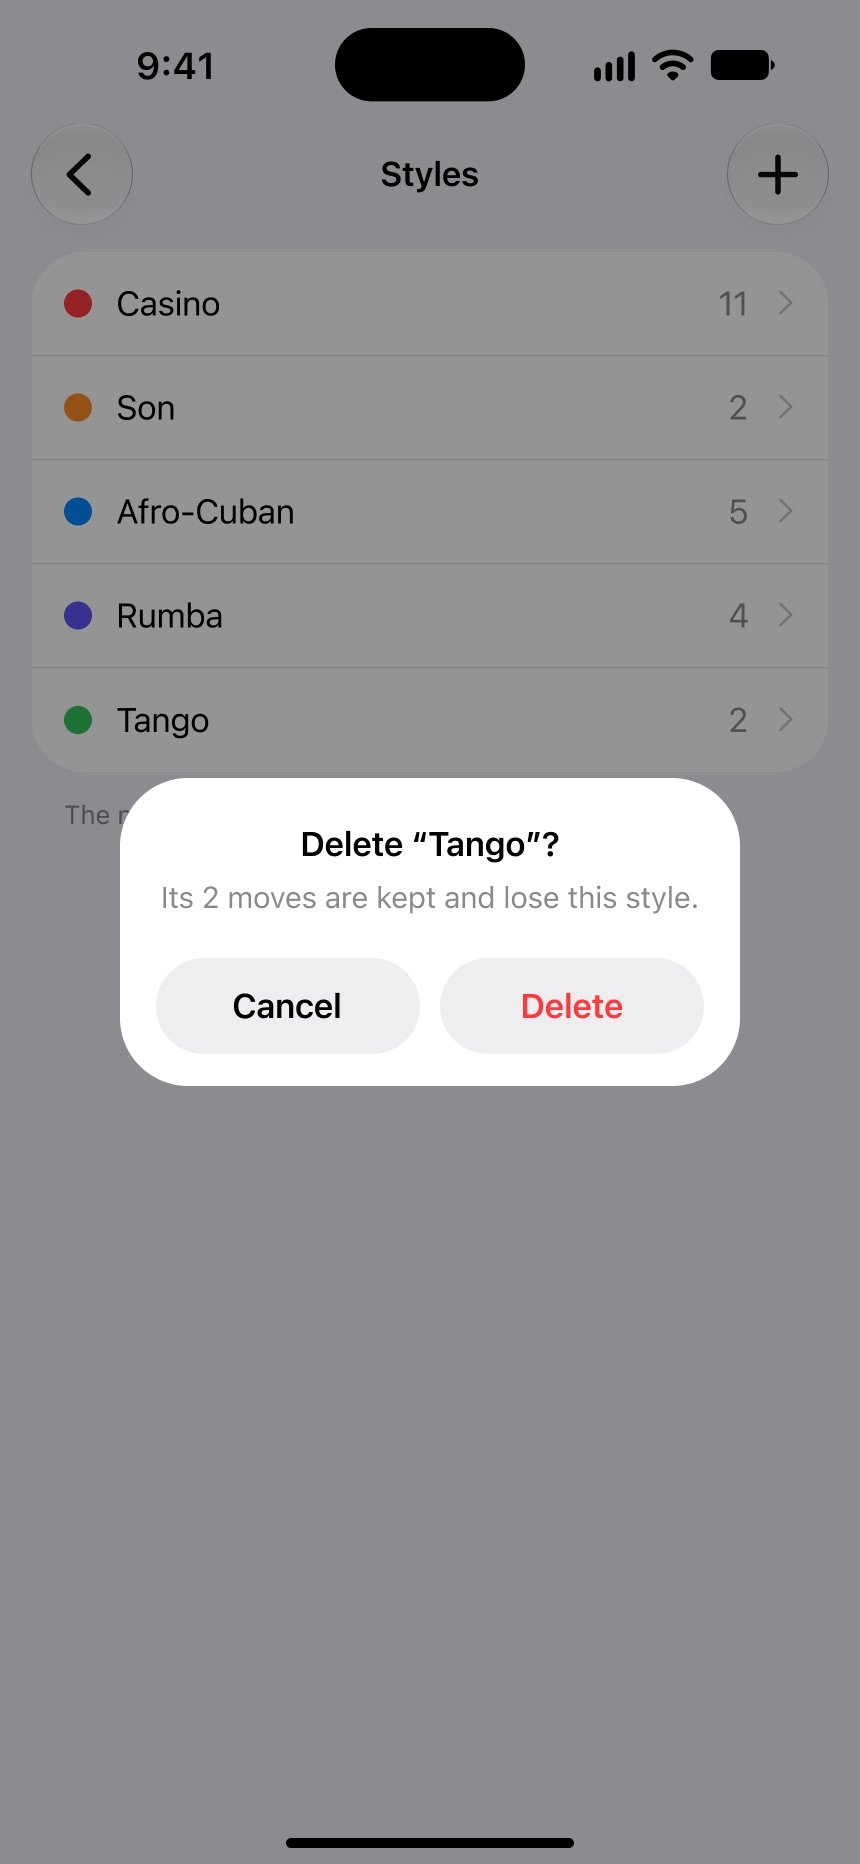 9:41
Styles
Casino 11
Son 2
Afro-Cuban 5
Rumba 4
Tango 2
The
Delete “Tango”?
Its 2 moves are kept and lose this style.
Cancel Delete